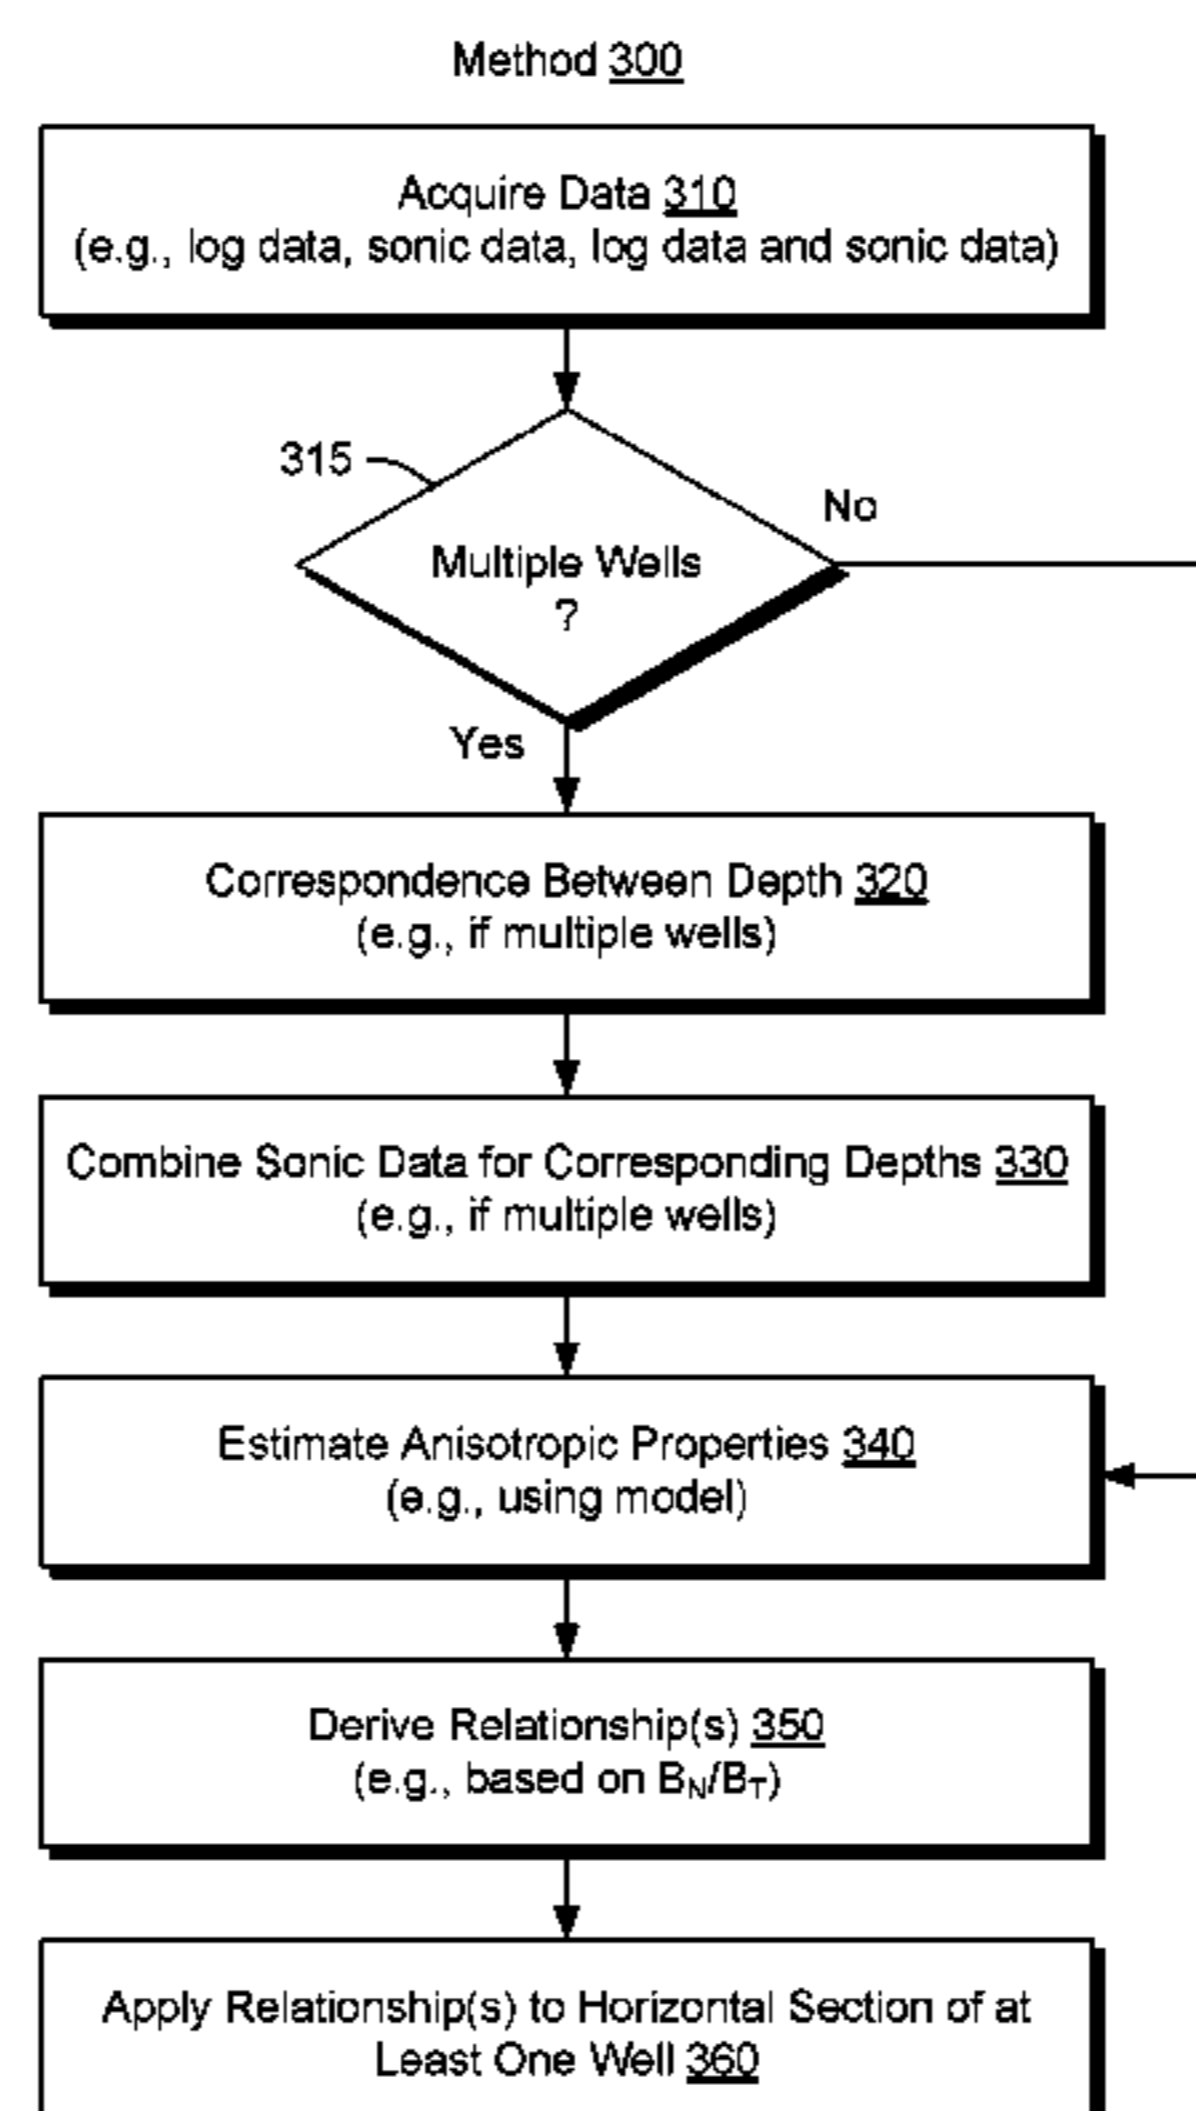 Method 300
Acquire Data 310
(e.g., log data, sonic data, log data and sonic data)
315
No
Multiple Wells
?
Yes
Correspondence Between Depth 320
(e.g., if multiple wells)
Combine Sonic Data for Corresponding Depths 330
(e.g., if multiple wells)
Estimate Anisotropic Properties 340
(e.g., using model)
Derive Relationship(s) 350
(e.g., based on BN/BT)
Apply Relationship(s) to Horizontal Section of at
Least One Well 360